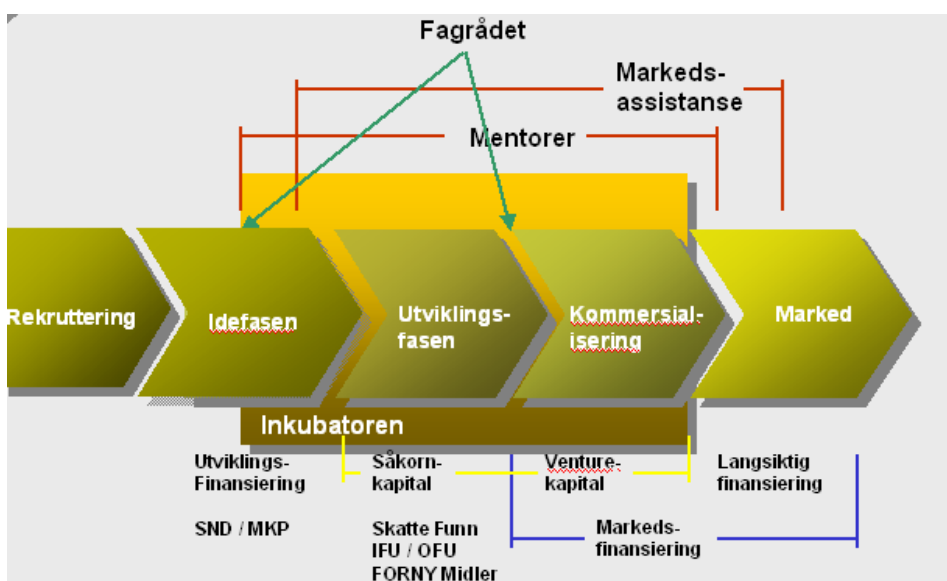 Fagrådet
Markeds-
assistanse
Mentorer
Rekruttering
Idefasen
Utviklings-
fasen
Kommersial-
isering
Marked
Inkubatoren
Utviklings-
Finansiering
SND / MKP
Såkorn-
kapital
Skatte Funn
IFU / OFU
FORNY Midler
Venture-
kapital
Langsiktig
finansiering
Markeds-
finansiering